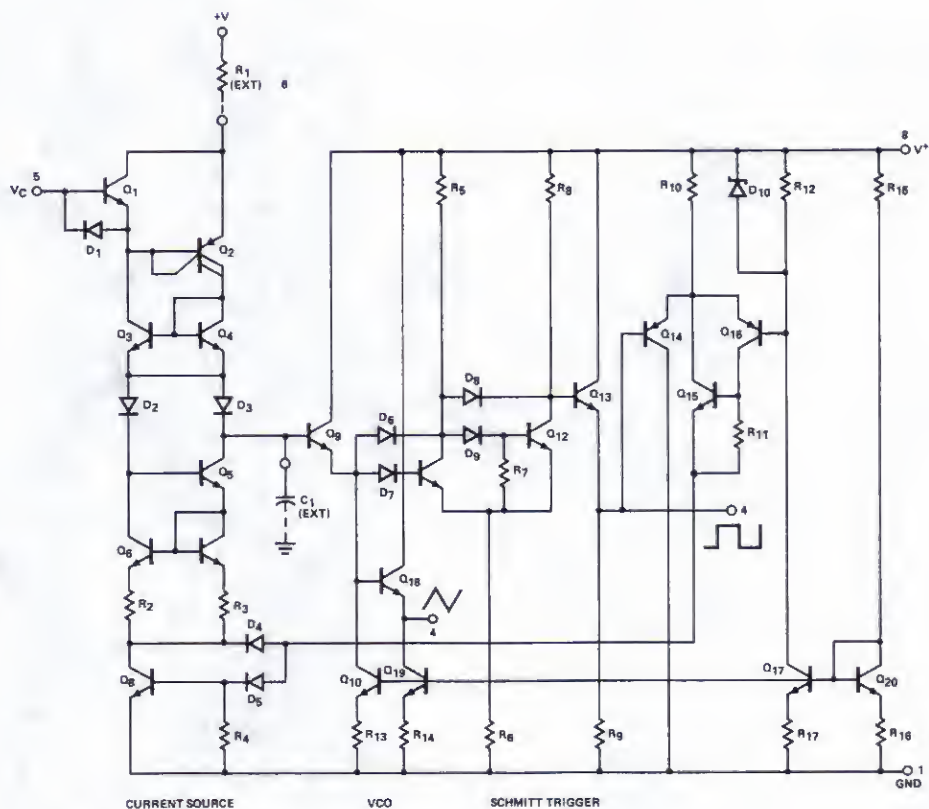 +V
R1
(EXT)
6
5
VC
Q1
D1
Q2
8
V+
R5
R8
R10
D10
R12
R15
Q3
Q4
Q14
Q16
D2
D3
D8
Q13
Q15
Q9
D6
D9
Q12
R11
Q5
D7
R7
C1
(EXT)
4
Q6
Q18
R2
R3
4
D4
Q8
D5
Q10
Q19
Q17
Q20
R4
R13
R14
R6
R9
R17
R16
1
GND
CURRENT SOURCE
VCO
SCHMITT TRIGGER